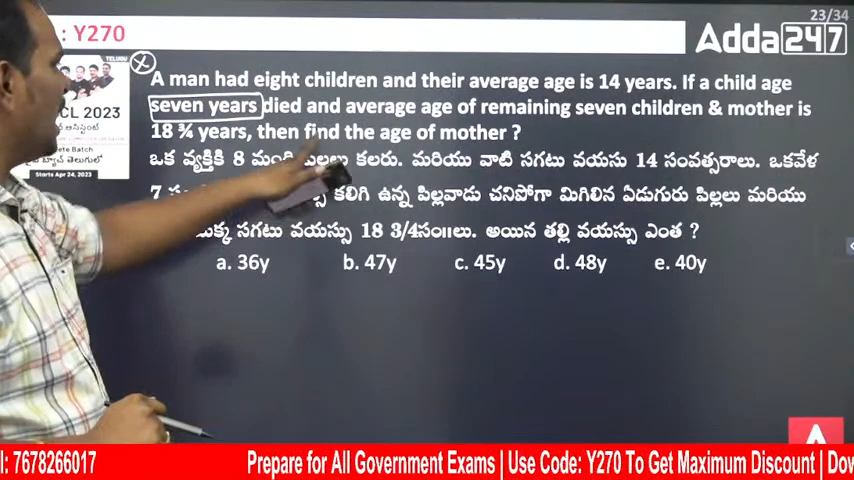 23/34
: Y270
Adda247
TELUGU
CL 2023
Starts Apr 24, 2023
A man had eight children and their average age is 14 years. If a child age
seven years died and average age of remaining seven children & mother is
18 ¾ years, then find the age of mother ?
ఒక వ్యక్తికి 8 మంది పిల్లలు కలరు. మరియు వాటి సగటు వయసు 14 సంవత్సరాలు. ఒకవేళ
7 కలిగి ఉన్న పిల్లవాడు చనిపోగా మిగిలిన ఏడుగురు పిల్లలు మరియు
సగటు వయస్సు 18 3/4సం॥లు. అయిన తల్లి వయస్సు ఎంత ?
a. 36y b. 47y c. 45y d. 48y e. 40y
l: 7678266017 Prepare for All Government Exams | Use Code: Y270 To Get Maximum Discount | Dov